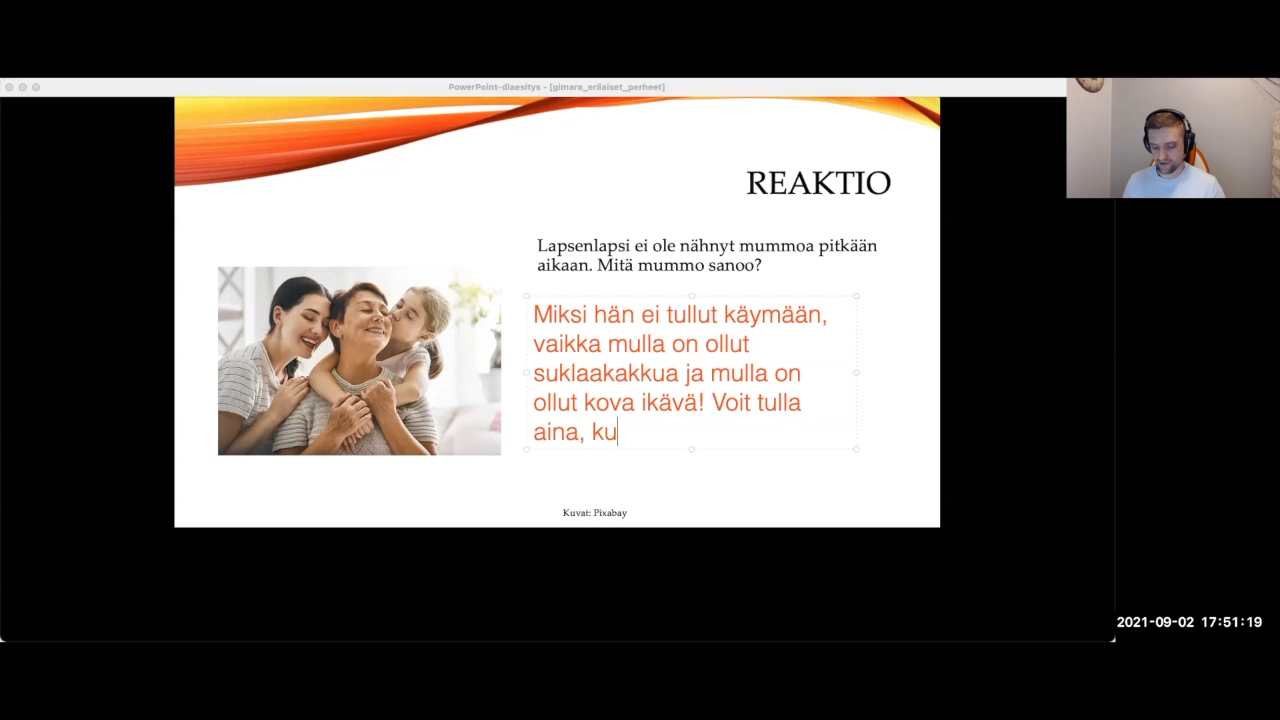 PowerPoint-diaesitys - [gimara_erilaiset_perheet]
REAKTIO
Lapsenlapsi ei ole nähnyt mummoa pitkään
aikaan. Mitä mummo sanoo?
Miksi hän ei tullut käymään,
vaikka mulla on ollut
suklaakakkua ja mulla on
ollut kova ikävä! Voit tulla
aina, ku
Kuvat: Pixabay
2021-09-02 17:51:19